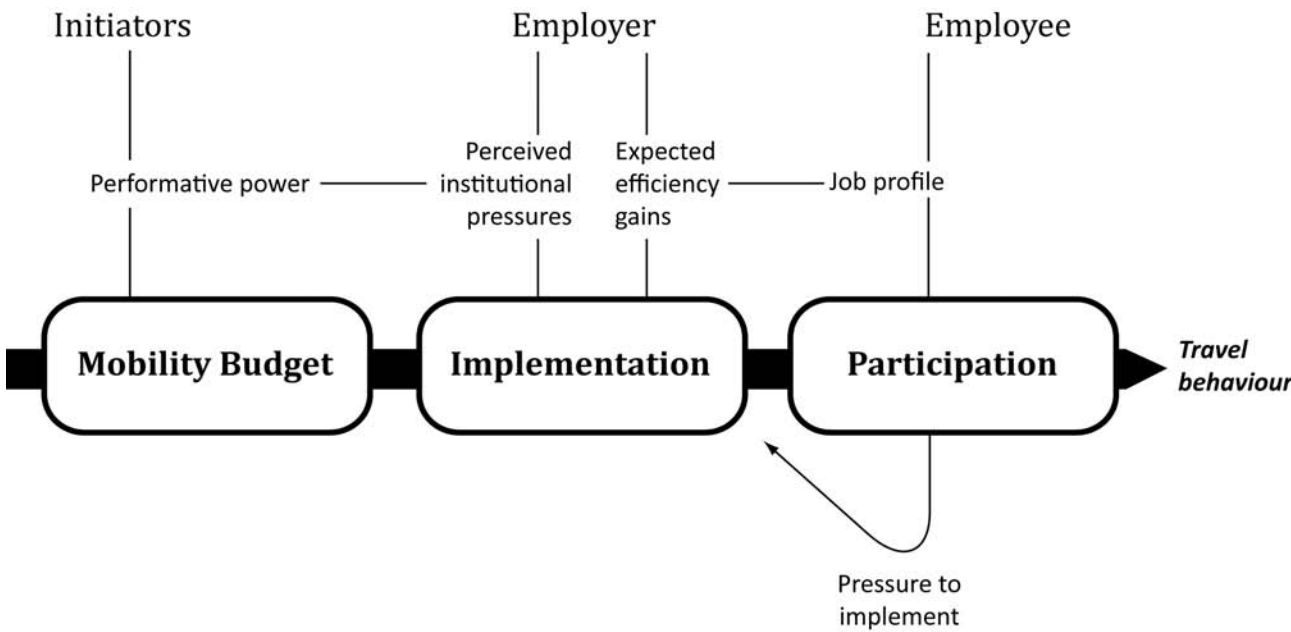 Initiators
Employer
Employee
Performative power
Perceived
institutional
pressures
Expected
efficiency
gains
Job profile
Mobility Budget
Implementation
Participation
Travel
behaviour
Pressure to
implement